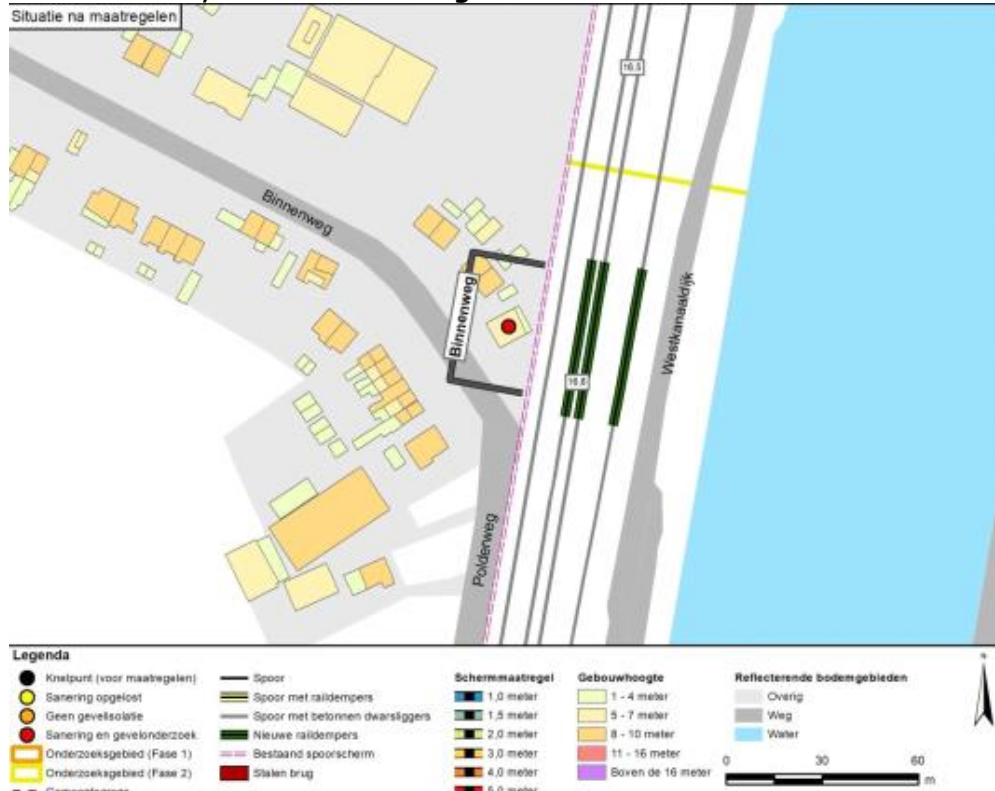 Situatie na maatregelen
16,5
Binnenweg
Binnenweg
Westkanaaldijk
16,6
Polderweg
Legenda
Knelpunt (voor maatregelen)
Sanering opgelost
Geen gevelisolatie
Sanering en gevelonderzoek
Onderzoeksgebied (Fase 1)
Onderzoeksgebied (Fase 2)
Gemeentegrens
Spoor
Spoor met raildempers
Spoor met betonnen dwarsliggers
Nieuwe raildempers
Bestaand spoorscherm
Stalen brug
Schermmaatregel
1,0 meter
1,5 meter
2,0 meter
3,0 meter
4,0 meter
5,0 meter
Gebouwhoogte
1 - 4 meter
5 - 7 meter
8 - 10 meter
11 - 16 meter
Boven de 16 meter
Reflecterende bodemgebieden
Overig
Weg
Water
0 30 60
m